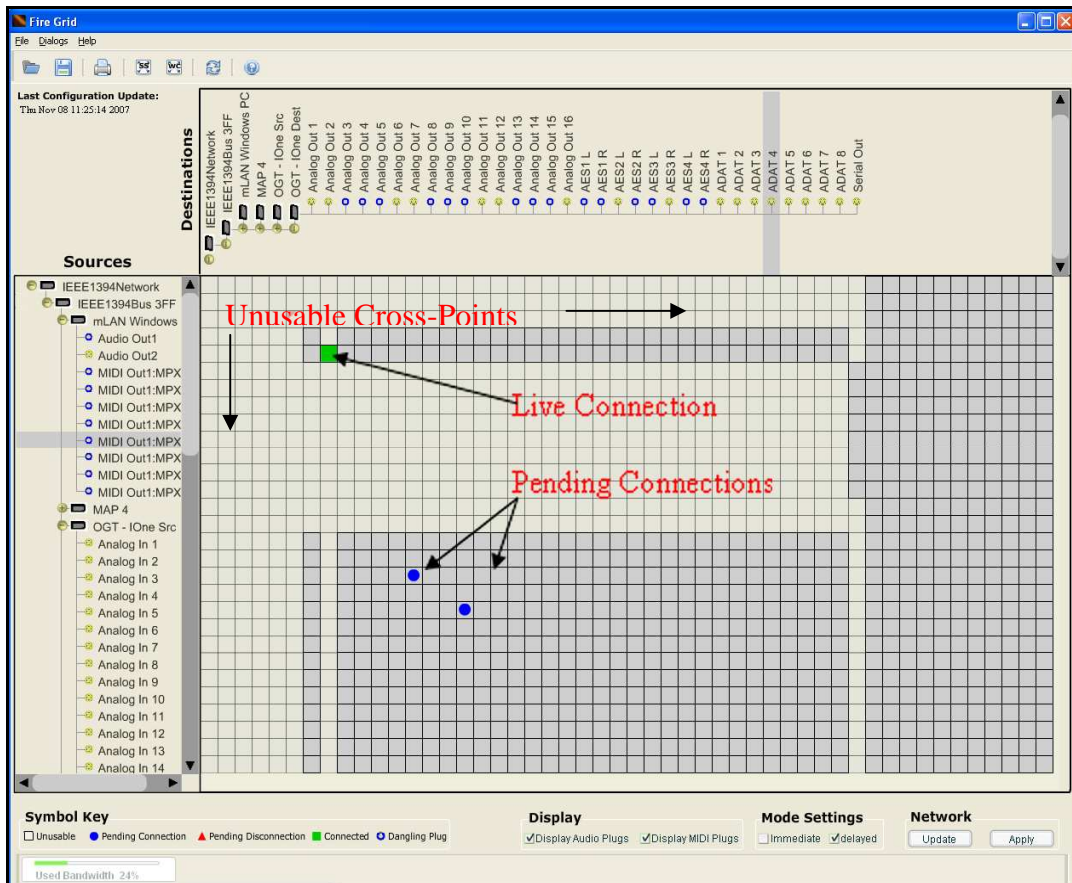 Fire Grid
File Dialogs Help
SS WC
Last Configuration Update:
Thu Nov 08 11:25:14 2007
Destinations
IEEE1394Network
IEEE1394Bus 3FF
mLAN Windows PC
MAP 4
OGT - IOne Src
OGT - IOne Dest
Analog Out 1
Analog Out 2
Analog Out 3
Analog Out 4
Analog Out 5
Analog Out 6
Analog Out 7
Analog Out 8
Analog Out 9
Analog Out 10
Analog Out 11
Analog Out 12
Analog Out 13
Analog Out 14
Analog Out 15
Analog Out 16
AES1 L
AES1 R
AES2 L
AES2 R
AES3 L
AES3 R
AES4 L
AES4 R
ADAT 1
ADAT 2
ADAT 3
ADAT 4
ADAT 5
ADAT 6
ADAT 7
ADAT 8
Serial Out
Sources
IEEE1394Network
IEEE1394Bus 3FF
mLAN Windows
Audio Out1
Audio Out2
MIDI Out1:MPX
MIDI Out1:MPX
MIDI Out1:MPX
MIDI Out1:MPX
MIDI Out1:MPX
MIDI Out1:MPX
MIDI Out1:MPX
MIDI Out1:MPX
MAP 4
OGT - IOne Src
Analog In 1
Analog In 2
Analog In 3
Analog In 4
Analog In 5
Analog In 6
Analog In 7
Analog In 8
Analog In 9
Analog In 10
Analog In 11
Analog In 12
Analog In 13
Analog In 14
Unusable Cross-Points
Live Connection
Pending Connections
Symbol Key
Unusable Pending Connection Pending Disconnection Connected Dangling Plug
Display
Display Audio Plugs Display MIDI Plugs
Mode Settings
Immediate delayed
Network
Update Apply
Used Bandwidth 24%